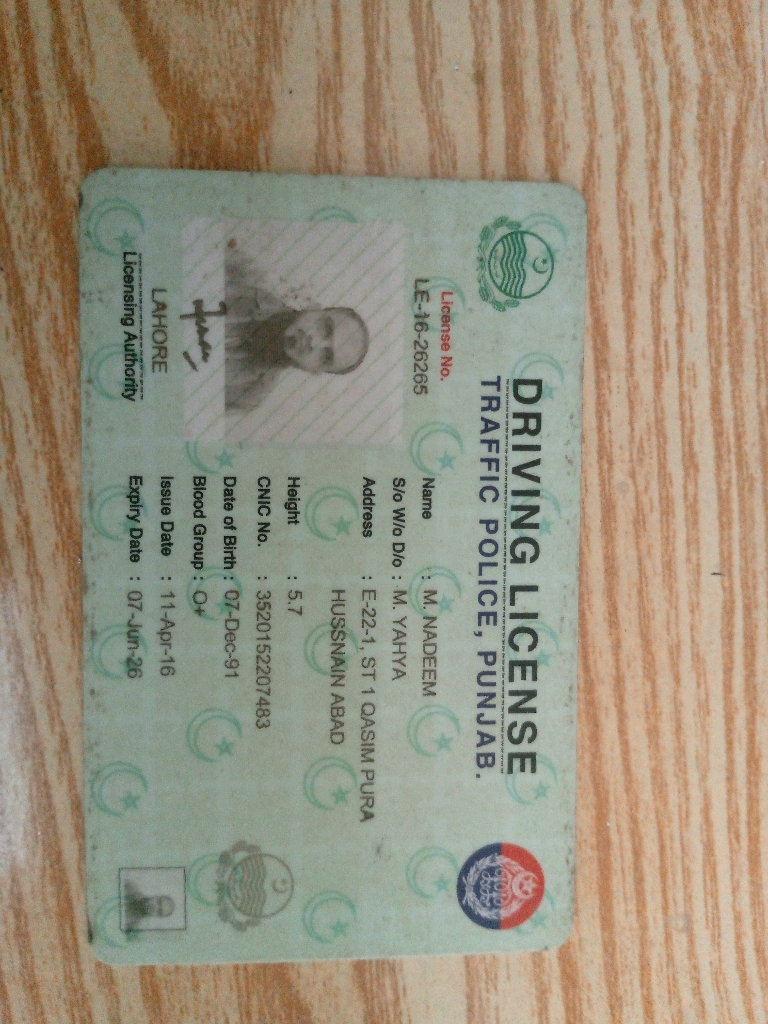 DRIVING LICENSE
TRAFFIC POLICE, PUNJAB.
License No.
LE-16-26265
LAHORE
Licensing Authority
Name : M. NADEEM
S/o W/o D/o : M. YAHYA
Address : E-22-1, ST 1 QASIM PURA
HUSSNAIN ABAD
Height : 5.7
CNIC No. : 3520152207483
Date of Birth : 07-Dec-91
Blood Group : O+
Issue Date : 11-Apr-16
Expiry Date : 07-Jun-26